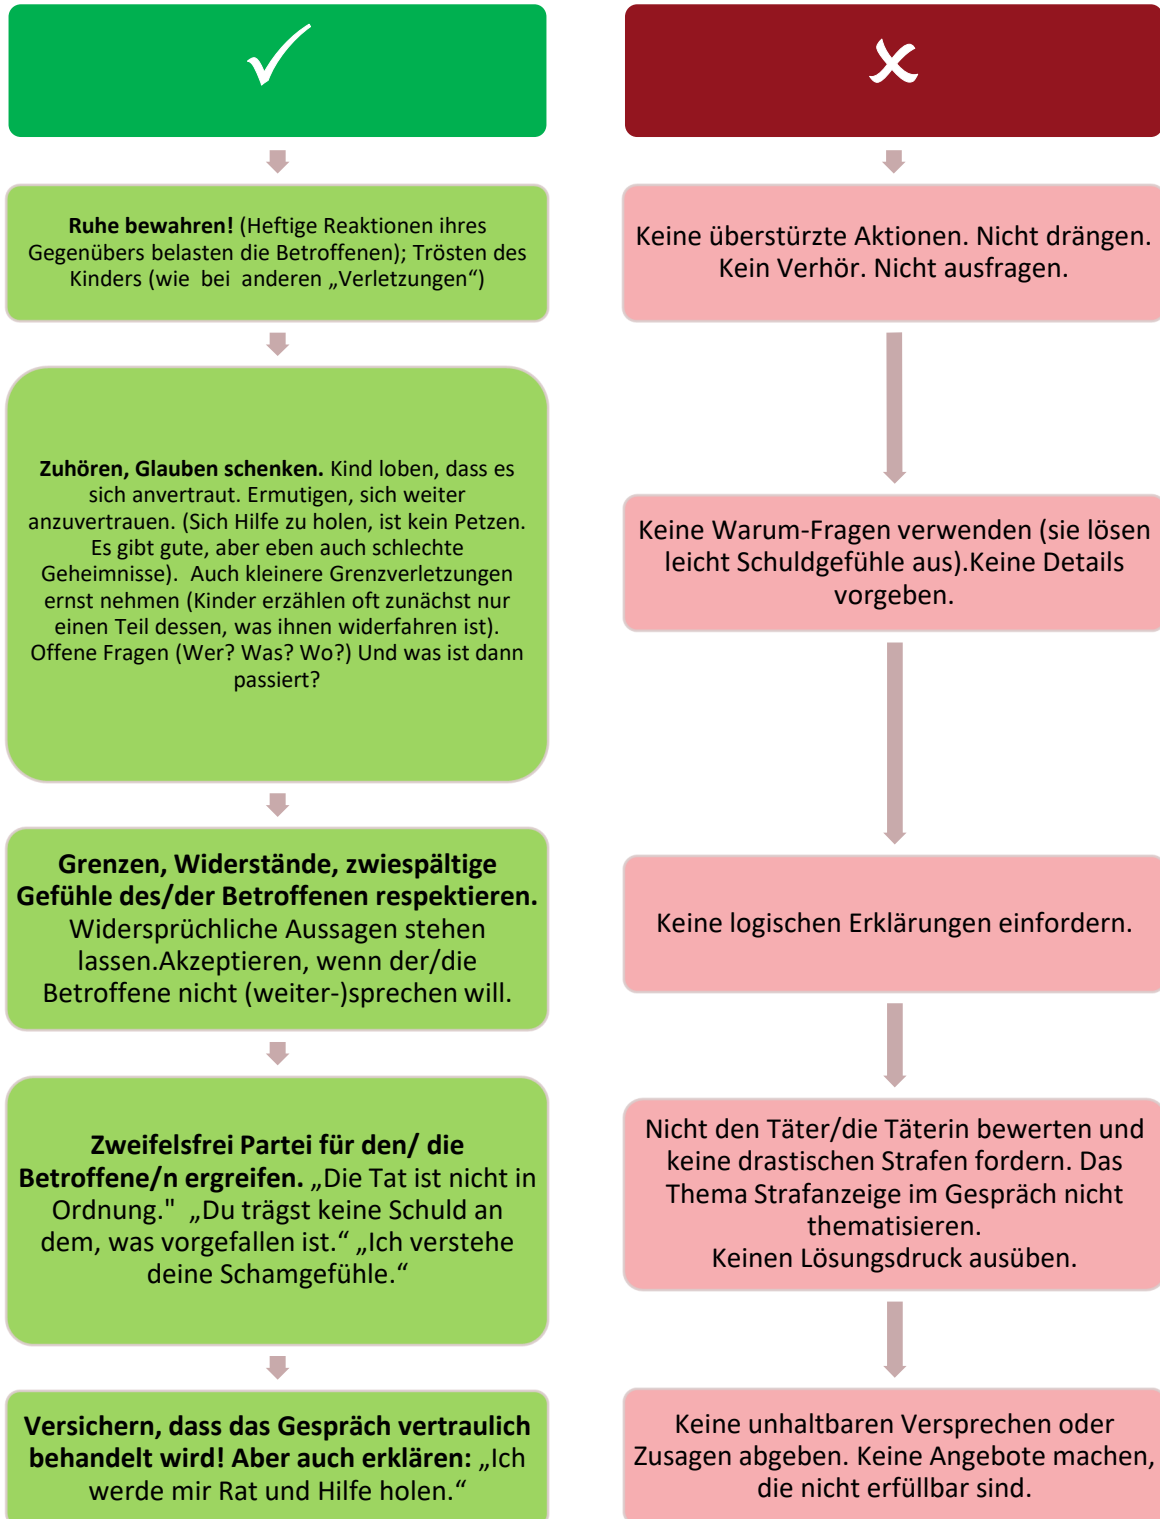 ✓
Ruhe bewahren! (Heftige Reaktionen ihres
Gegenübers belasten die Betroffenen); Trösten des
Kinders (wie bei anderen „Verletzungen“)
Zuhören, Glauben schenken. Kind loben, dass es
sich anvertraut. Ermutigen, sich weiter
anzuvertrauen. (Sich Hilfe zu holen, ist kein Petzen.
Es gibt gute, aber eben auch schlechte
Geheimnisse). Auch kleinere Grenzverletzungen
ernst nehmen (Kinder erzählen oft zunächst nur
einen Teil dessen, was ihnen widerfahren ist).
Offene Fragen (Wer? Was? Wo?) Und was ist dann
passiert?
Grenzen, Widerstände, zwiespältige
Gefühle des/der Betroffenen respektieren.
Widersprüchliche Aussagen stehen
lassen.Akzeptieren, wenn der/die
Betroffene nicht (weiter-)sprechen will.
Zweifelsfrei Partei für den/ die
Betroffene/n ergreifen. „Die Tat ist nicht in
Ordnung." „Du trägst keine Schuld an
dem, was vorgefallen ist.“ „Ich verstehe
deine Schamgefühle.“
Versichern, dass das Gespräch vertraulich
behandelt wird! Aber auch erklären: „Ich
werde mir Rat und Hilfe holen.“
✗
Keine überstürzte Aktionen. Nicht drängen.
Kein Verhör. Nicht ausfragen.
Keine Warum-Fragen verwenden (sie lösen
leicht Schuldgefühle aus).Keine Details
vorgeben.
Keine logischen Erklärungen einfordern.
Nicht den Täter/die Täterin bewerten und
keine drastischen Strafen fordern. Das
Thema Strafanzeige im Gespräch nicht
thematisieren.
Keinen Lösungsdruck ausüben.
Keine unhaltbaren Versprechen oder
Zusagen abgeben. Keine Angebote machen,
die nicht erfüllbar sind.